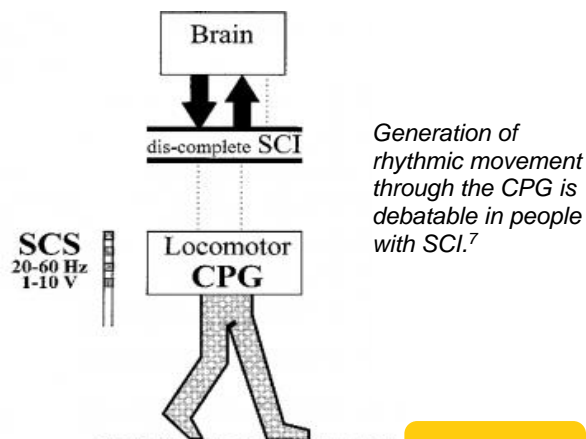 Brain
dis-complete SCI
Generation of
rhythmic movement
through the CPG is
debatable in people
with SCI.7
SCS
20-60 Hz
1-10 V
Locomotor
CPG